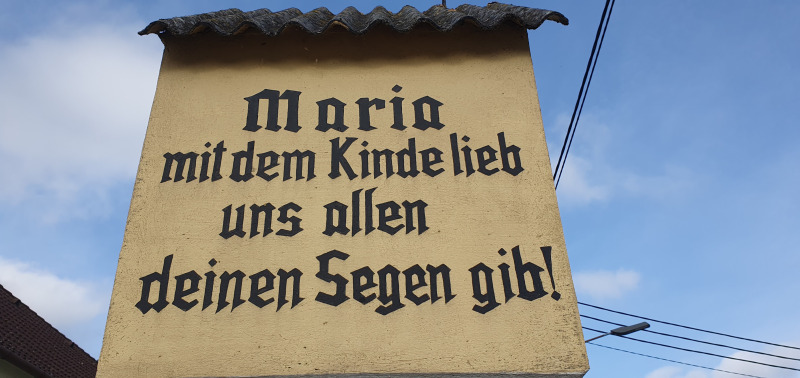 Maria
mit dem Kinde lieb
uns allen
deinen Segen gib!